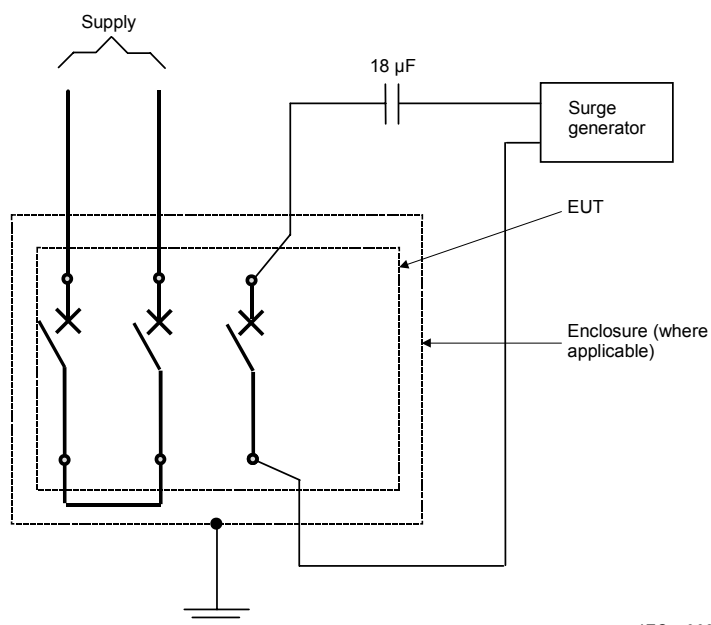 Supply
18 µF
Surge
generator
EUT
Enclosure (where
applicable)